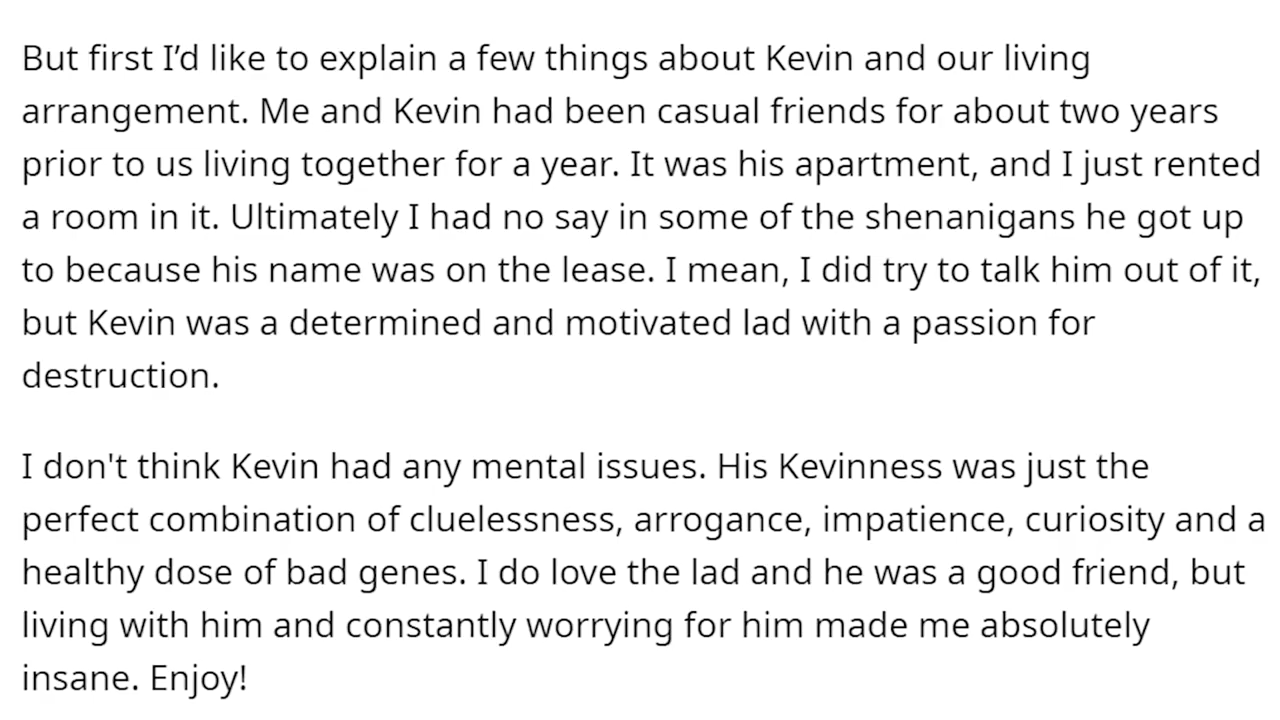 But first I’d like to explain a few things about Kevin and our living
arrangement. Me and Kevin had been casual friends for about two years
prior to us living together for a year. It was his apartment, and I just rented
a room in it. Ultimately I had no say in some of the shenanigans he got up
to because his name was on the lease. I mean, I did try to talk him out of it,
but Kevin was a determined and motivated lad with a passion for
destruction.
I don't think Kevin had any mental issues. His Kevinness was just the
perfect combination of cluelessness, arrogance, impatience, curiosity and a
healthy dose of bad genes. I do love the lad and he was a good friend, but
living with him and constantly worrying for him made me absolutely
insane. Enjoy!